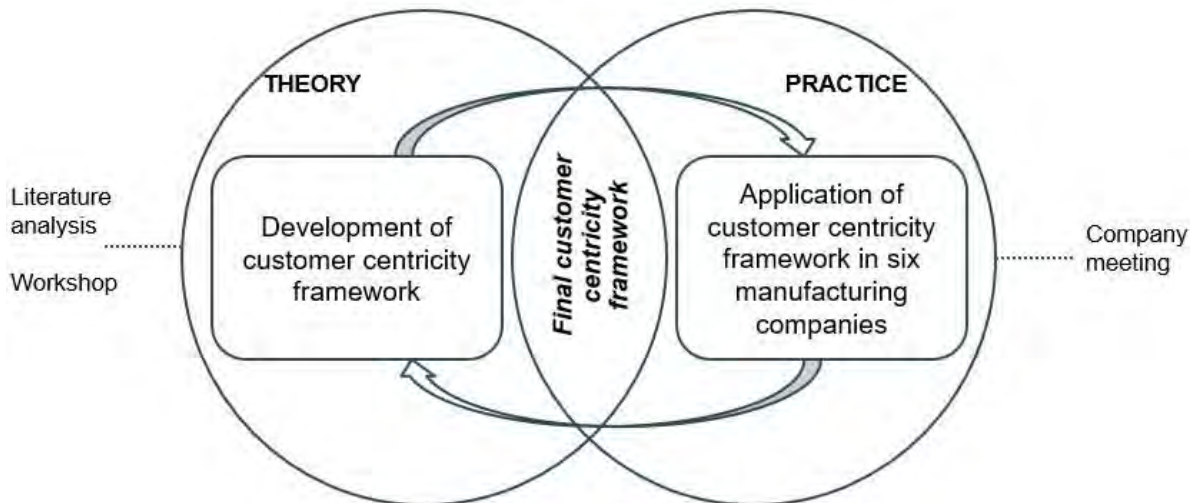 THEORY
PRACTICE
Literature
analysis
Workshop
Development of
customer centricity
framework
Final customer
centricity
framework
Application of
customer centricity
framework in six
manufacturing
companies
Company
meeting